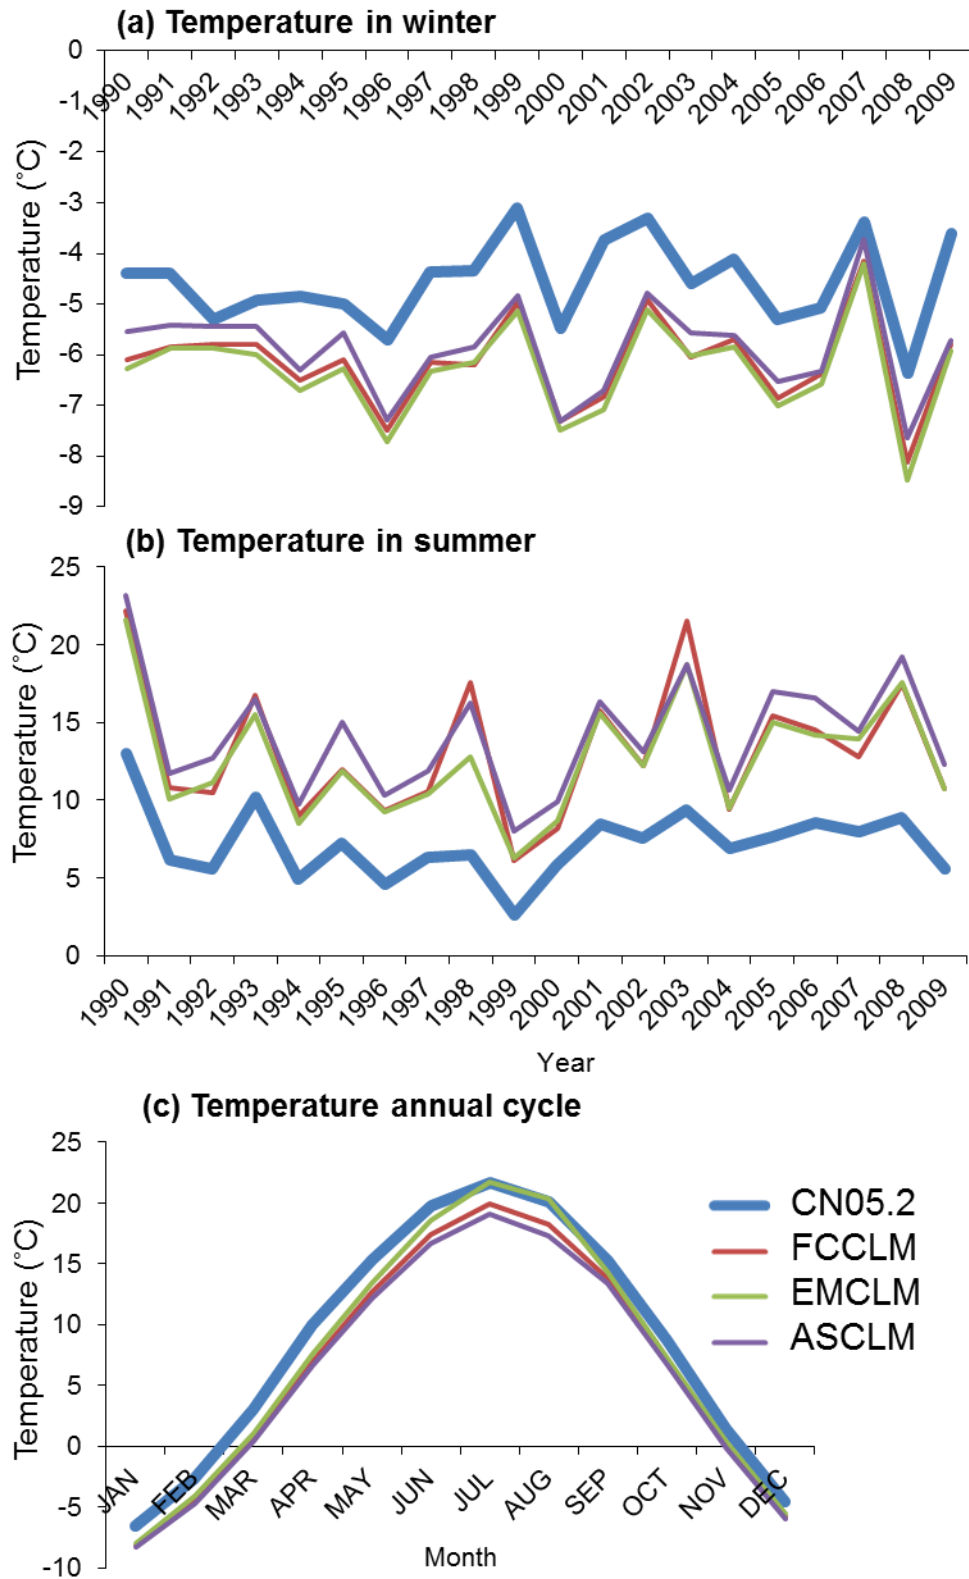 (a) Temperature in winter
Temperature (˚C)
0
-1
-2
-3
-4
-5
-6
-7
-8
-9
1990 1991 1992 1993 1994 1995 1996 1997 1998 1999 2000 2001 2002 2003 2004 2005 2006 2007 2008 2009
(b) Temperature in summer
Temperature (˚C)
25
20
15
10
5
0
1990 1991 1992 1993 1994 1995 1996 1997 1998 1999 2000 2001 2002 2003 2004 2005 2006 2007 2008 2009
Year
(c) Temperature annual cycle
Temperature (˚C)
25
20
15
10
5
0
-5
-10
JAN FEB MAR APR MAY JUN JUL AUG SEP OCT NOV DEC
Month
CN05.2
FCCLM
EMCLM
ASCLM